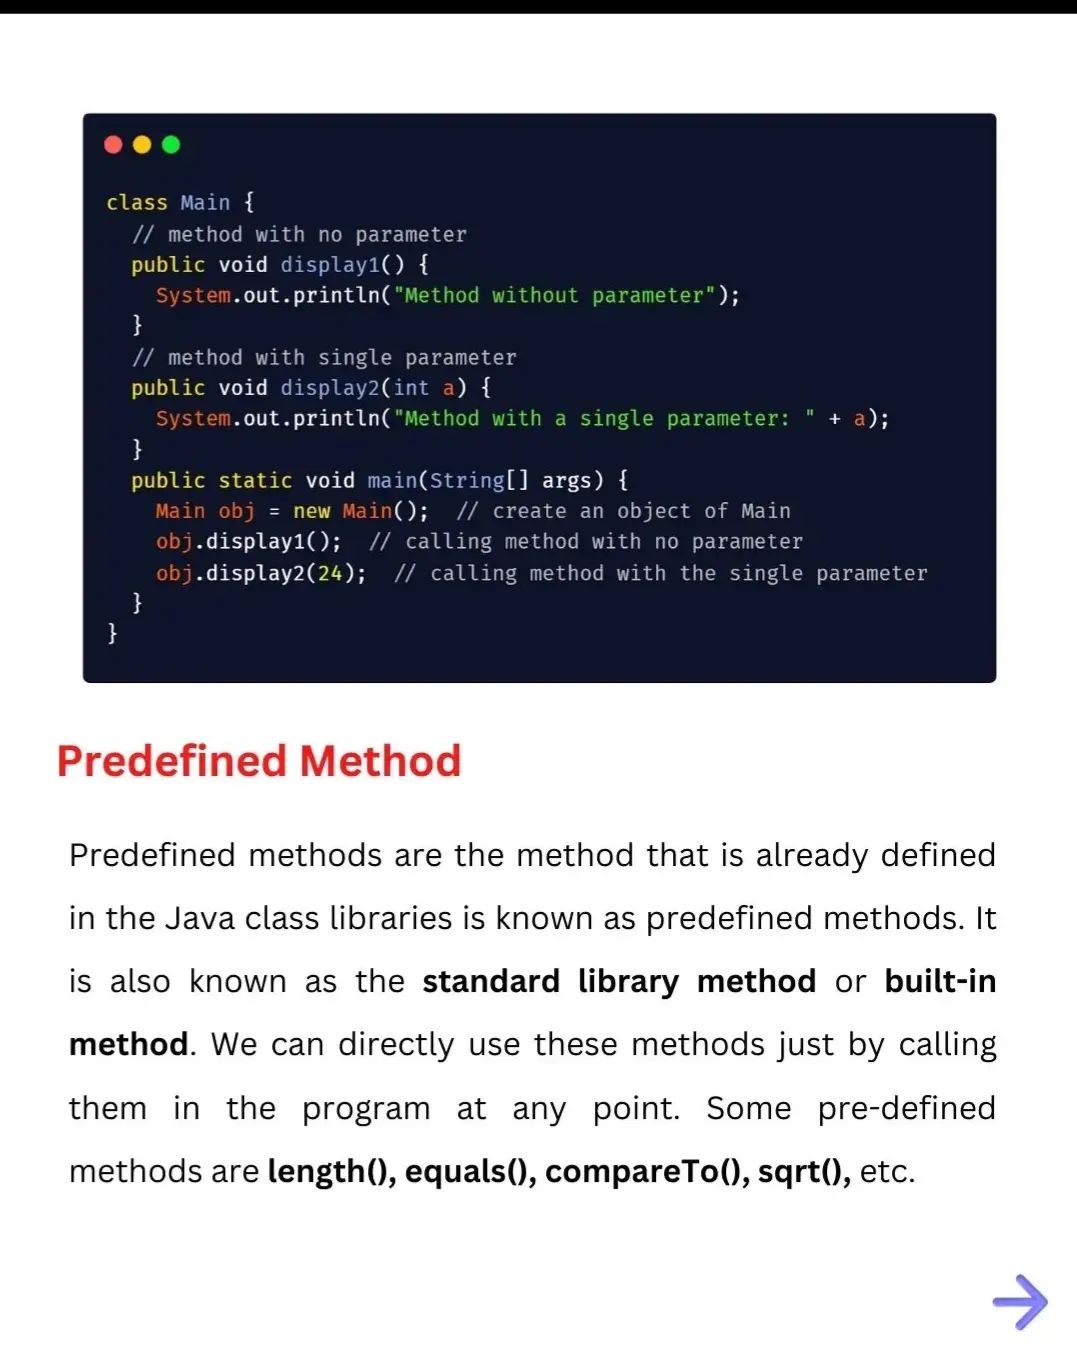 class Main {
// method with no parameter
public void display1() {
System.out.println("Method without parameter");
}
// method with single parameter
public void display2(int a) {
System.out.println("Method with a single parameter: " + a);
}
public static void main(String[] args) {
Main obj = new Main();  // create an object of Main
obj.display1();  // calling method with no parameter
obj.display2(24);  // calling method with the single parameter
}
}
Predefined Method
Predefined methods are the method that is already defined
in the Java class libraries is known as predefined methods. It
is also known as the standard library method or built-in
method. We can directly use these methods just by calling
them in the program at any point. Some pre-defined
methods are length(), equals(), compareTo(), sqrt(), etc.